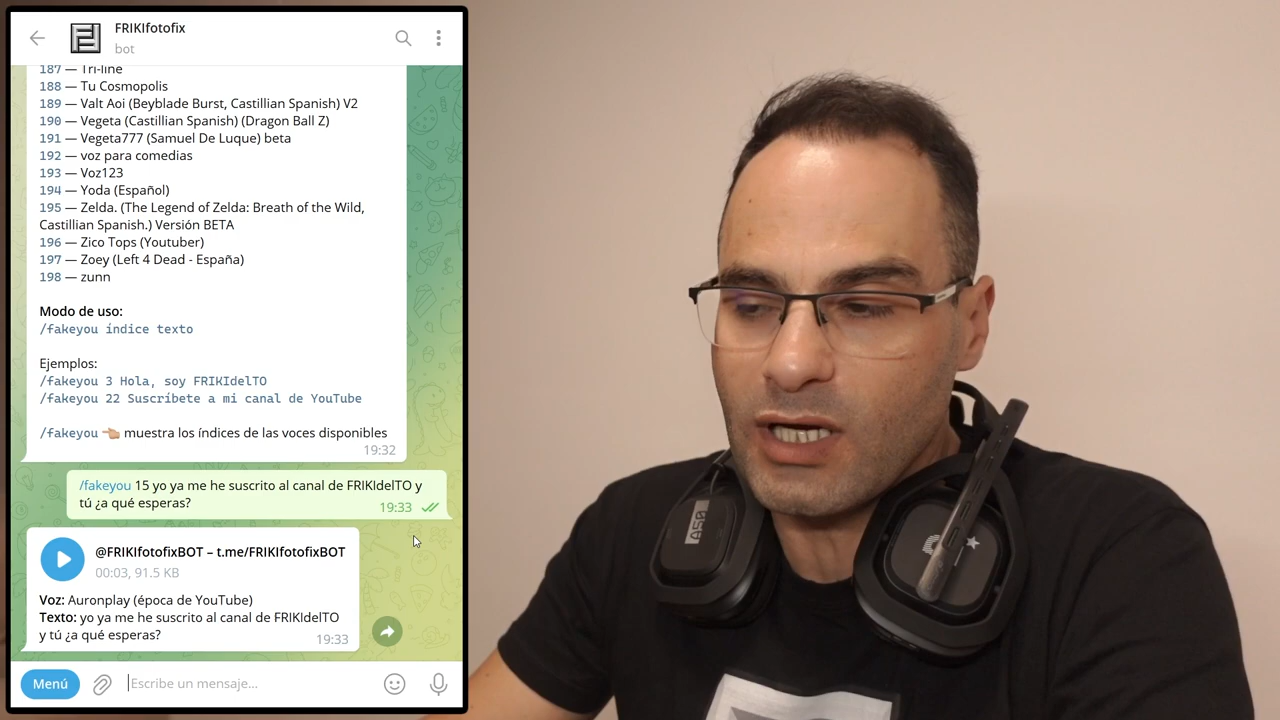 FRIKIfotofix
bot
187 — Tri-line
188 — Tu Cosmopolis
189 — Valt Aoi (Beyblade Burst, Castillian Spanish) V2
190 — Vegeta (Castillian Spanish) (Dragon Ball Z)
191 — Vegeta777 (Samuel De Luque) beta
192 — voz para comedias
193 — Voz123
194 — Yoda (Español)
195 — Zelda. (The Legend of Zelda: Breath of the Wild,
Castillian Spanish.) Versión BETA
196 — Zico Tops (Youtuber)
197 — Zoey (Left 4 Dead - España)
198 — zunn
Modo de uso:
/fakeyou índice texto
Ejemplos:
/fakeyou 3 Hola, soy FRIKIdelTO
/fakeyou 22 Suscríbete a mi canal de YouTube
/fakeyou 👈🏼 muestra los índices de las voces disponibles
19:32
/fakeyou 15 yo ya me he suscrito al canal de FRIKIdelTO y
tú ¿a qué esperas?
19:33
@FRIKIfotofixBOT – t.me/FRIKIfotofixBOT
00:03, 91.5 KB
Voz: Auronplay (época de YouTube)
Texto: yo ya me he suscrito al canal de FRIKIdelTO
y tú ¿a qué esperas?
19:33
Menú
Escribe un mensaje...
A50